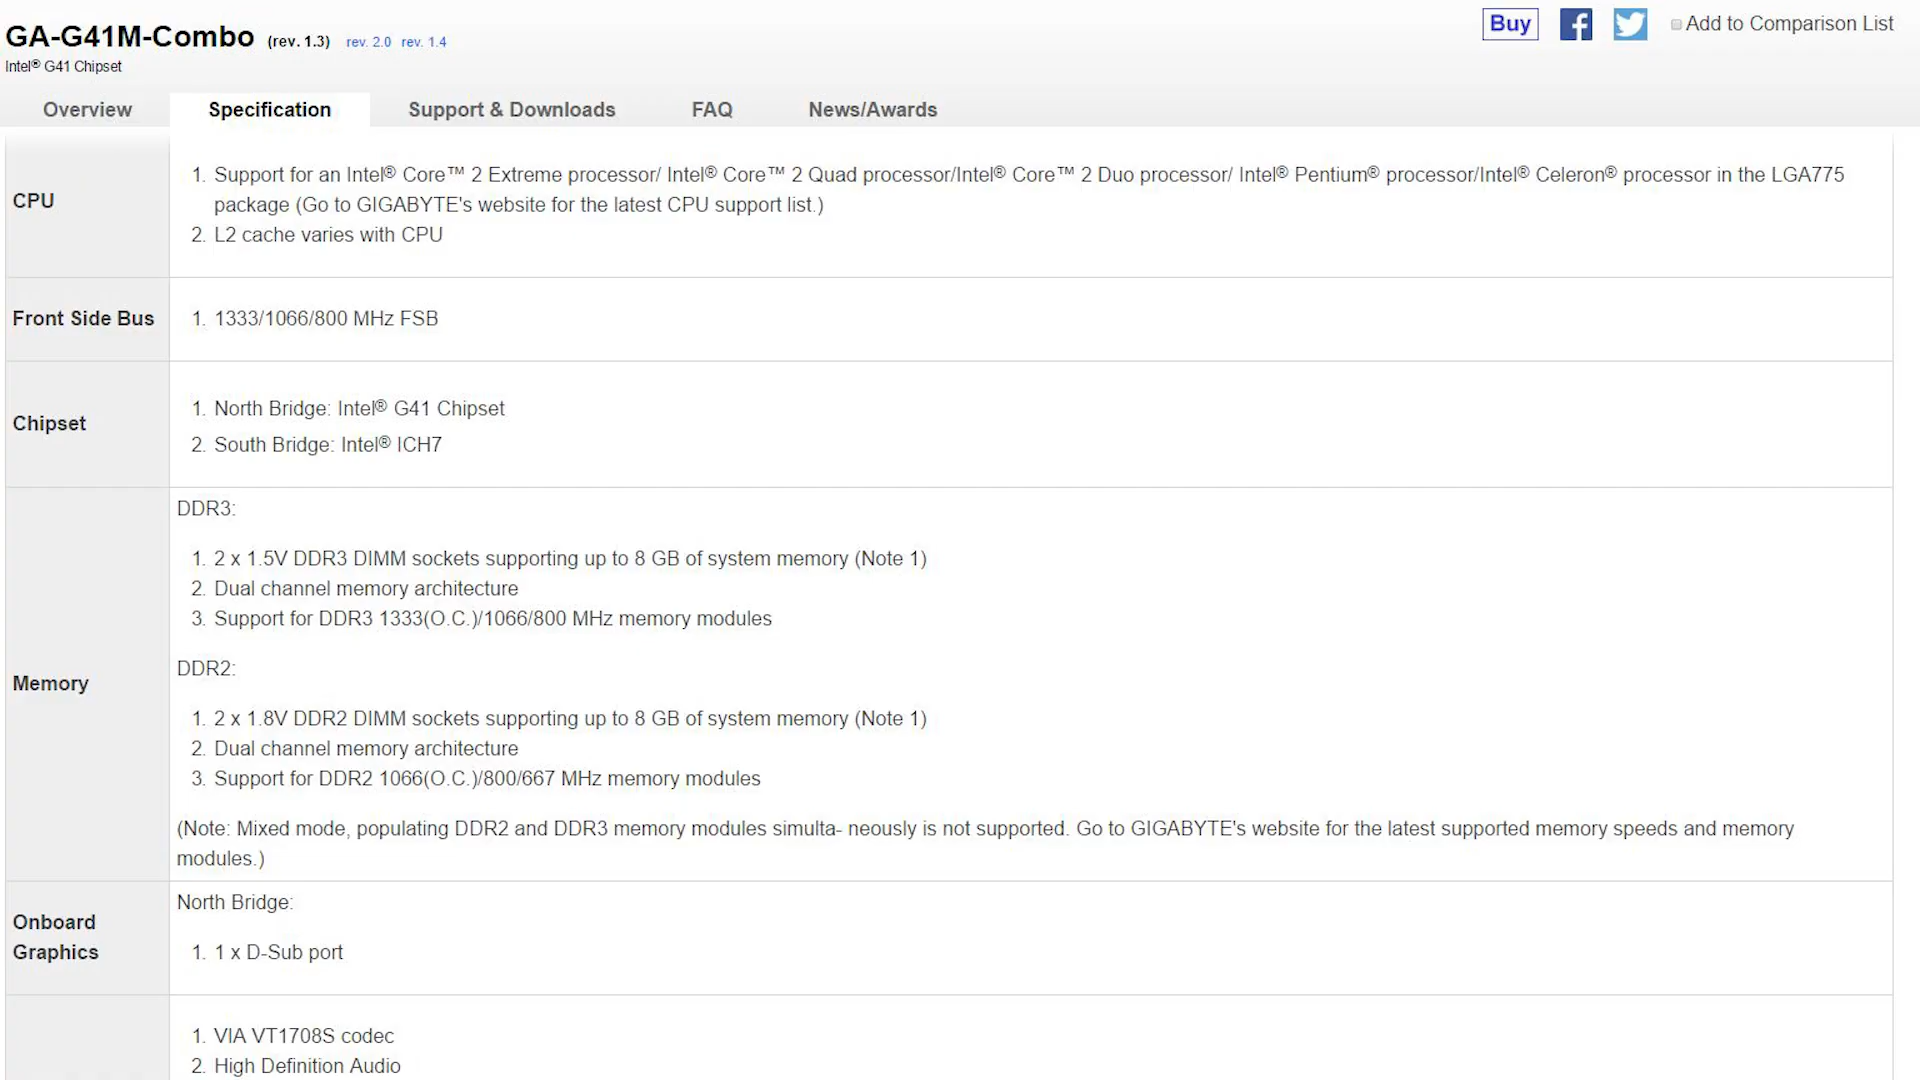 GA-G41M-Combo (rev. 1.3) rev. 2.0 rev. 1.4
Buy
Add to Comparison List
Intel® G41 Chipset
Overview Specification Support & Downloads FAQ News/Awards
CPU
1. Support for an Intel® Core™ 2 Extreme processor/ Intel® Core™ 2 Quad processor/Intel® Core™ 2 Duo processor/ Intel® Pentium® processor/Intel® Celeron® processor in the LGA775
package (Go to GIGABYTE's website for the latest CPU support list.)
2. L2 cache varies with CPU
Front Side Bus
1. 1333/1066/800 MHz FSB
Chipset
1. North Bridge: Intel® G41 Chipset
2. South Bridge: Intel® ICH7
Memory
DDR3:
1. 2 x 1.5V DDR3 DIMM sockets supporting up to 8 GB of system memory (Note 1)
2. Dual channel memory architecture
3. Support for DDR3 1333(O.C.)/1066/800 MHz memory modules
DDR2:
1. 2 x 1.8V DDR2 DIMM sockets supporting up to 8 GB of system memory (Note 1)
2. Dual channel memory architecture
3. Support for DDR2 1066(O.C.)/800/667 MHz memory modules
(Note: Mixed mode, populating DDR2 and DDR3 memory modules simulta- neously is not supported. Go to GIGABYTE's website for the latest supported memory speeds and memory
modules.)
Onboard
Graphics
North Bridge:
1. 1 x D-Sub port
1. VIA VT1708S codec
2. High Definition Audio